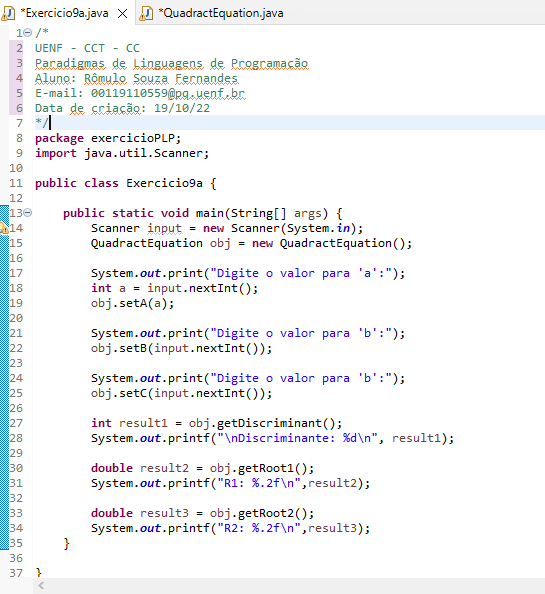 *Exercicio9a.java *QuadractEquation.java
1 /*
2 UENF - CCT - CC
3 Paradigmas de Linguagens de Programação
4 Aluno: Rômulo Souza Fernandes
5 E-mail: 00119110559@pq.uenf.br
6 Data de criação: 19/10/22
7 */
8 package exercicioPLP;
9 import java.util.Scanner;
10
11 public class Exercicio9a {
12
13     public static void main(String[] args) {
14         Scanner input = new Scanner(System.in);
15         QuadractEquation obj = new QuadractEquation();
16
17         System.out.print("Digite o valor para 'a':");
18         int a = input.nextInt();
19         obj.setA(a);
20
21         System.out.print("Digite o valor para 'b':");
22         obj.setB(input.nextInt());
23
24         System.out.print("Digite o valor para 'b':");
25         obj.setC(input.nextInt());
26
27         int result1 = obj.getDiscriminant();
28         System.out.printf("\nDiscriminante: %d\n", result1);
29
30         double result2 = obj.getRoot1();
31         System.out.printf("R1: %.2f\n",result2);
32
33         double result3 = obj.getRoot2();
34         System.out.printf("R2: %.2f\n",result3);
35     }
36
37 }